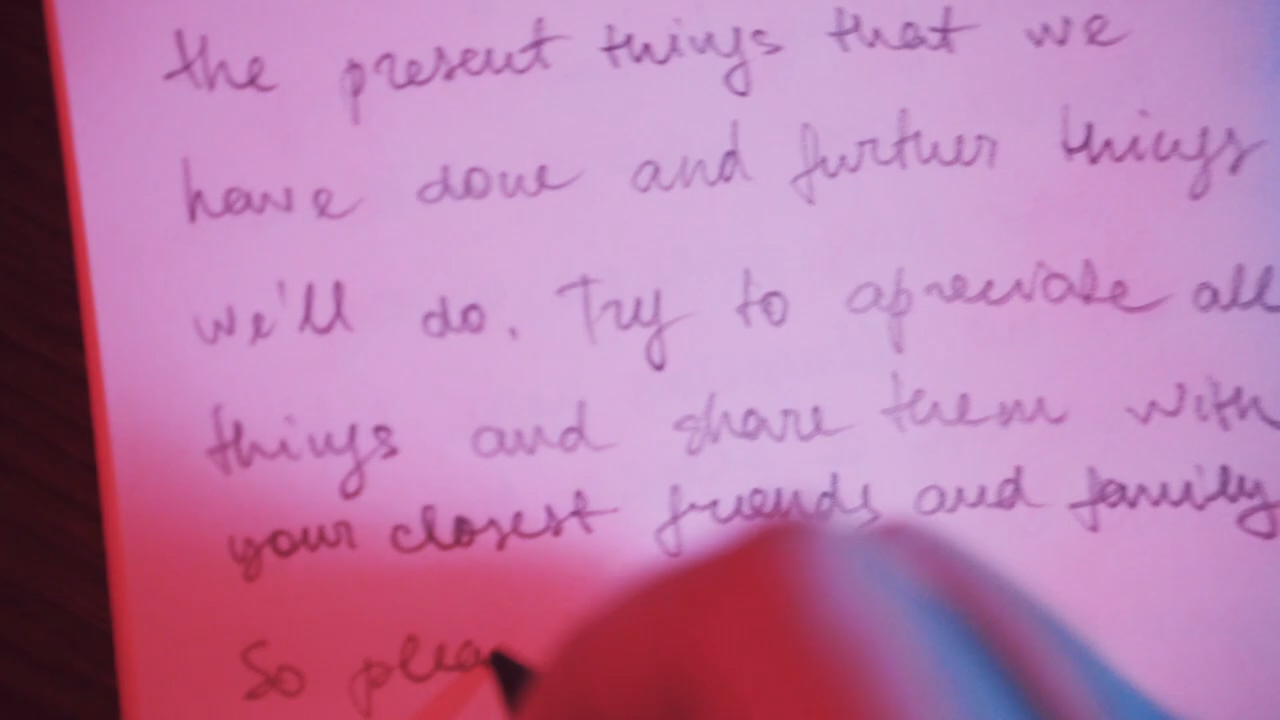 the present things that we
have done and further things
we'll do. Try to apreciate all
things and share them with
your closest friends and family
So plea